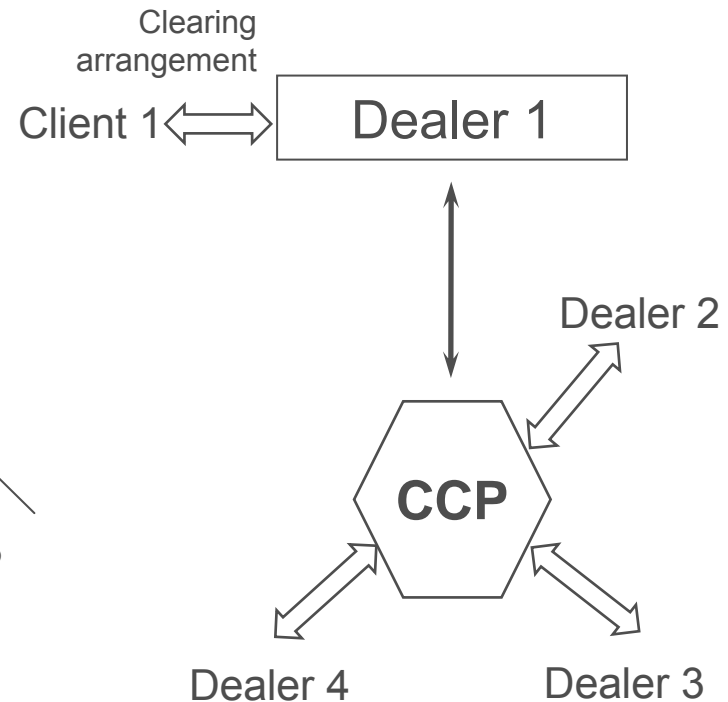 Clearing
arrangement
Client 1
Dealer 1
Dealer 2
CCP
Dealer 4
Dealer 3